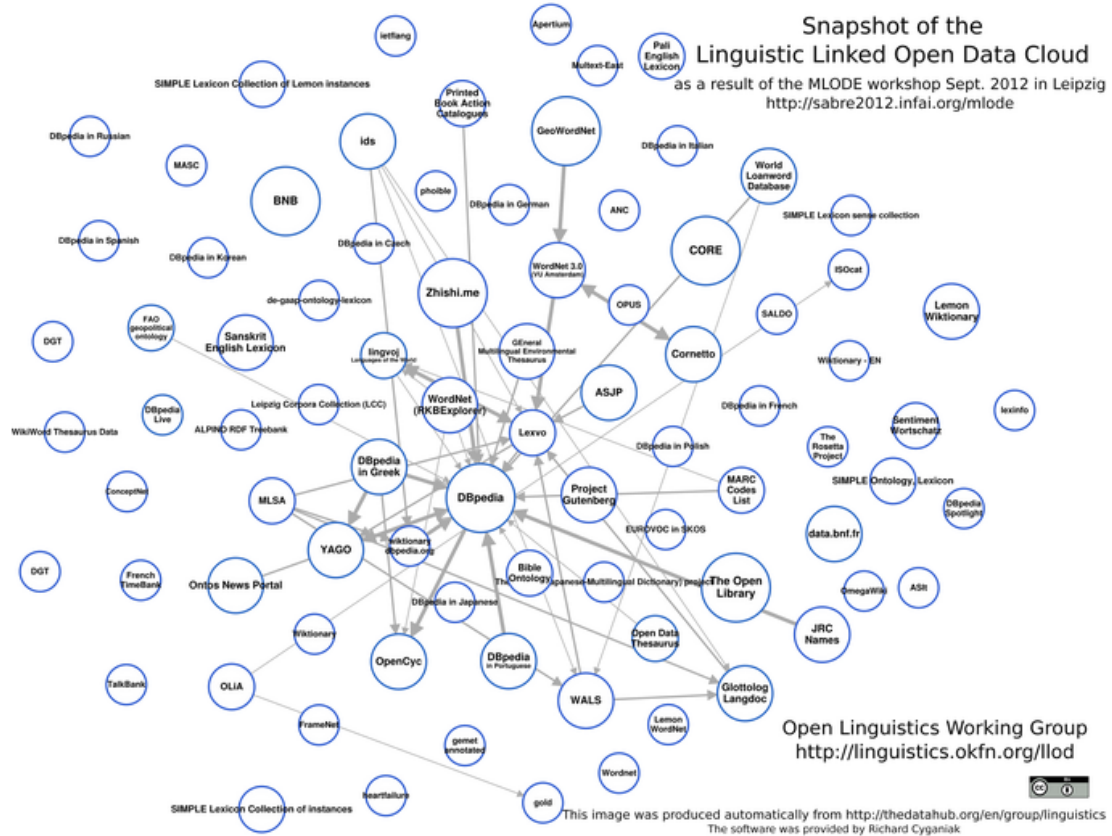 Snapshot of the
Linguistic Linked Open Data Cloud
as a result of the MLODE workshop Sept. 2012 in Leipzig
http://sabre2012.infai.org/mlode
Apertium
ietflang
Multext-East
Pali
English
Lexicon
SIMPLE Lexicon Collection of Lemon instances
Printed
Book Action
Catalogues
GeoWordNet
DBpedia in Russian
ids
DBpedia in Italian
MASC
World
Loanword
Database
BNB
phoible
DBpedia in German
ANC
SIMPLE Lexicon sense collection
DBpedia in Spanish
DBpedia in Korean
DBpedia in Czech
CORE
WordNet 3.0
(VU Amsterdam)
ISOcat
Zhishi.me
de-gaap-ontology-lexicon
OPUS
SALDO
Lemon
Wiktionary
FAO
geopolitical
ontology
DGT
Sanskrit
English Lexicon
lingvoj
Languages of the World
GEneral
Multilingual Environmental
Thesaurus
Cornetto
Wiktionary - EN
ASJP
Leipzig Corpora Collection (LCC)
WordNet
(RKBExplorer)
DBpedia in French
lexinfo
DBpedia
Live
WikiWord Thesaurus Data
ALPINO RDF Treebank
Lexvo
DBpedia in Polish
The
Rosetta
Project
Sentiment
Wortschatz
DBpedia
in Greek
SIMPLE Ontology, Lexicon
ConceptNet
MLSA
DBpedia
Project
Gutenberg
MARC
Codes
List
DBpedia
Spotlight
EUROVOC in SKOS
data.bnf.fr
YAGO
wiktionary
dbpedia.org
DGT
French
TimeBank
Ontos News Portal
Bible
Ontology
apanese-Multilingual Dictionary) project
The Open
Library
OmegaWiki
ASIt
DBpedia in Japanese
Wiktionary
Open Data
Thesaurus
JRC
Names
OpenCyc
DBpedia
in Portuguese
TalkBank
OLiA
WALS
Glottolog
Langdoc
FrameNet
Lemon
WordNet
Open Linguistics Working Group
http://linguistics.okfn.org/llod
gemet
annotated
Wordnet
heartfailure
SIMPLE Lexicon Collection of instances
gold
This image was produced automatically from http://thedatahub.org/en/group/linguistics
The software was provided by Richard Cyganiak